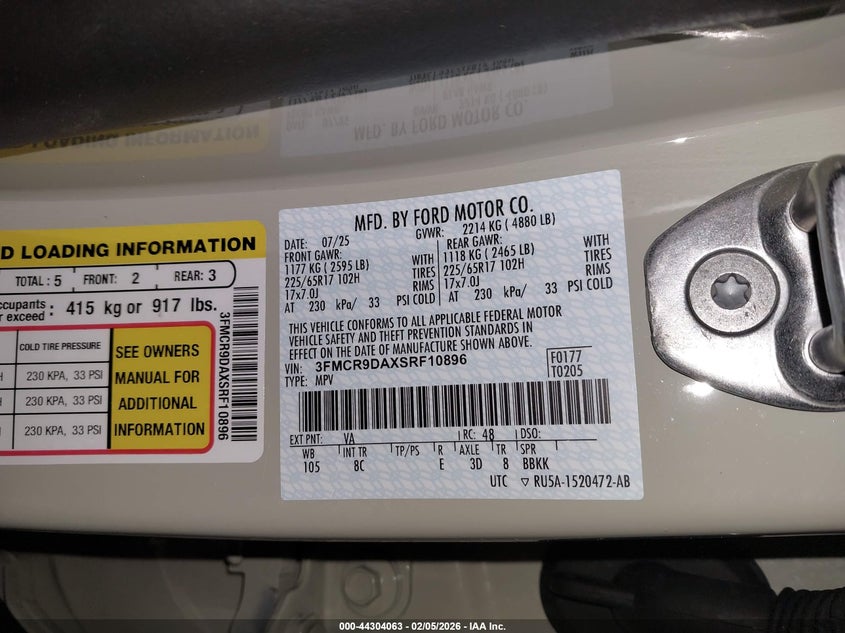 MFD. BY FORD MOTOR CO.
DATE: 07/25 GVWR: 2214 KG ( 4880 LB)
FRONT GAWR: REAR GAWR:
1177 KG ( 2595 LB) WITH 1118 KG ( 2465 LB) WITH
225/65R17 102H TIRES 225/65R17 102H TIRES
17x7.0J RIMS 17x7.0J RIMS
AT 230 kPa/ 33 PSI COLD AT 230 kPa/ 33 PSI COLD
THIS VEHICLE CONFORMS TO ALL APPLICABLE FEDERAL MOTOR
VEHICLE SAFETY AND THEFT PREVENTION STANDARDS IN
EFFECT ON THE DATE OF MANUFACTURE SHOWN ABOVE.
VIN: 3FMCR9DAXSRF10896 F0177
TYPE: MPV T0205
EXT PNT: VA RC: 48 DSO:
WB INT TR TP/PS R AXLE TR SPR
105 8C E 3D 8 BBKK
UTC ▽ RU5A-1520472-AB
D LOADING INFORMATION
TOTAL : 5 FRONT: 2 REAR: 3
ccupants : 415 kg or 917 lbs.
r exceed :
COLD TIRE PRESSURE
230 KPA, 33 PSI
230 KPA, 33 PSI
230 KPA, 33 PSI
SEE OWNERS
MANUAL FOR
ADDITIONAL
INFORMATION
3FMCR9DAXSRF10896
000-44304063 - 02/05/2026 - IAA Inc.